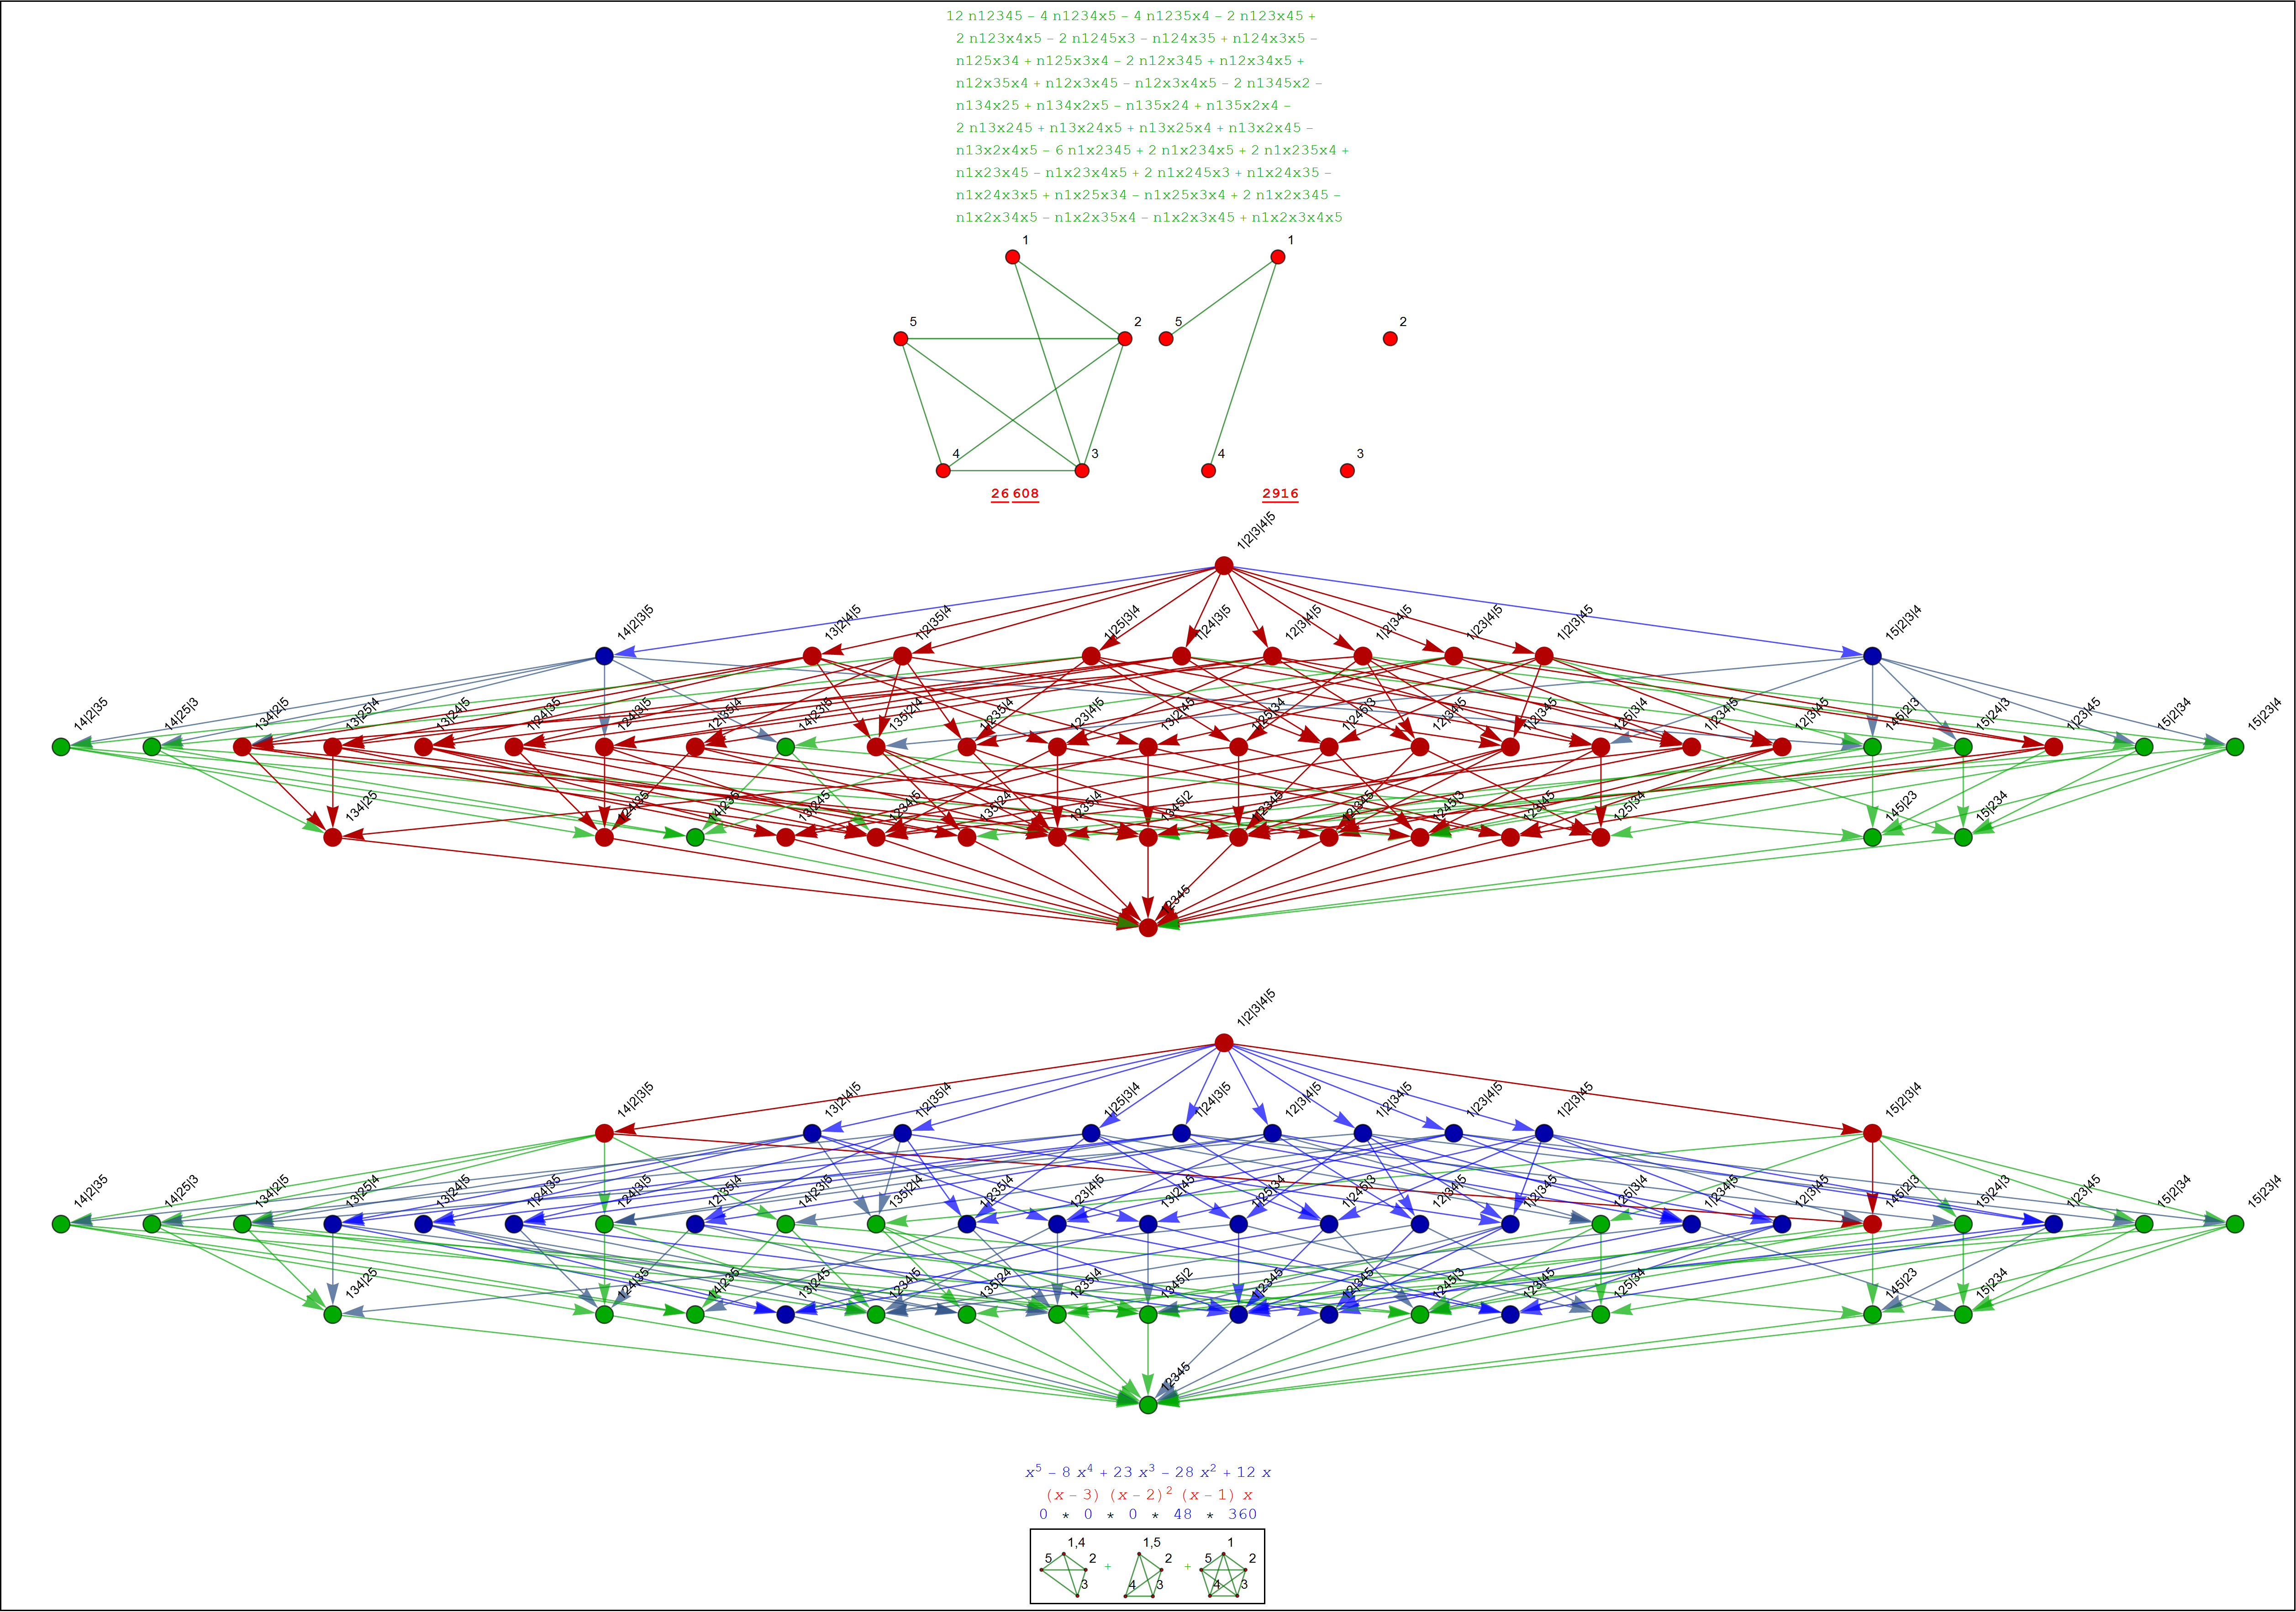 12 n12345 – 4 n1234x5 – 4 n1235x4 – 2 n123x45 +
2 n123x4x5 – 2 n1245x3 – n124x35 + n124x3x5 –
n125x34 + n125x3x4 – 2 n12x345 + n12x34x5 +
n12x35x4 + n12x3x45 – n12x3x4x5 – 2 n1345x2 –
n134x25 + n134x2x5 – n135x24 + n135x2x4 –
2 n13x245 + n13x24x5 + n13x25x4 + n13x2x45 –
n13x2x4x5 – 6 n1x2345 + 2 n1x234x5 + 2 n1x235x4 +
n1x23x45 – n1x23x4x5 + 2 n1x245x3 + n1x24x35 –
n1x24x3x5 + n1x25x34 – n1x25x3x4 + 2 n1x2x345 –
n1x2x34x5 – n1x2x35x4 – n1x2x3x45 + n1x2x3x4x5
1 1
5 2 5 2
4 3 4 3
26 608 2916
1|2|3|4|5
14|2|3|5 13|2|4|5 1|2|35|4 1|25|3|4 1|24|3|5 12|3|4|5 1|2|34|5 1|23|4|5 1|2|3|45 15|2|3|4
14|2|35 14|25|3 134|2|5 13|25|4 13|24|5 1|24|35 124|3|5 12|35|4 14|23|5 135|2|4 1|235|4 123|4|5 13|2|45 1|25|34 1|245|3 12|34|5 1|2|345 125|3|4 1|234|5 12|3|45 145|2|3 15|24|3 1|23|45 15|2|34 15|23|4
134|25 124|35 14|235 13|245 1234|5 135|24 1235|4 1345|2 1|2345 12|345 1245|3 123|45 125|34 145|23 15|234
12345
1|2|3|4|5
14|2|3|5 13|2|4|5 1|2|35|4 1|25|3|4 1|24|3|5 12|3|4|5 1|2|34|5 1|23|4|5 1|2|3|45 15|2|3|4
14|2|35 14|25|3 134|2|5 13|25|4 13|24|5 1|24|35 124|3|5 12|35|4 14|23|5 135|2|4 1|235|4 123|4|5 13|2|45 1|25|34 1|245|3 12|34|5 1|2|345 125|3|4 1|234|5 12|3|45 145|2|3 15|24|3 1|23|45 15|2|34 15|23|4
134|25 124|35 14|235 13|245 1234|5 135|24 1235|4 1345|2 1|2345 12|345 1245|3 123|45 125|34 145|23 15|234
12345
x⁵ – 8 x⁴ + 23 x³ – 28 x² + 12 x
(x – 3) (x – 2)² (x – 1) x
0 * 0 * 0 * 48 * 360
1,4 1,5 1
5 2 + 2 + 5 2
3 4 3 4 3